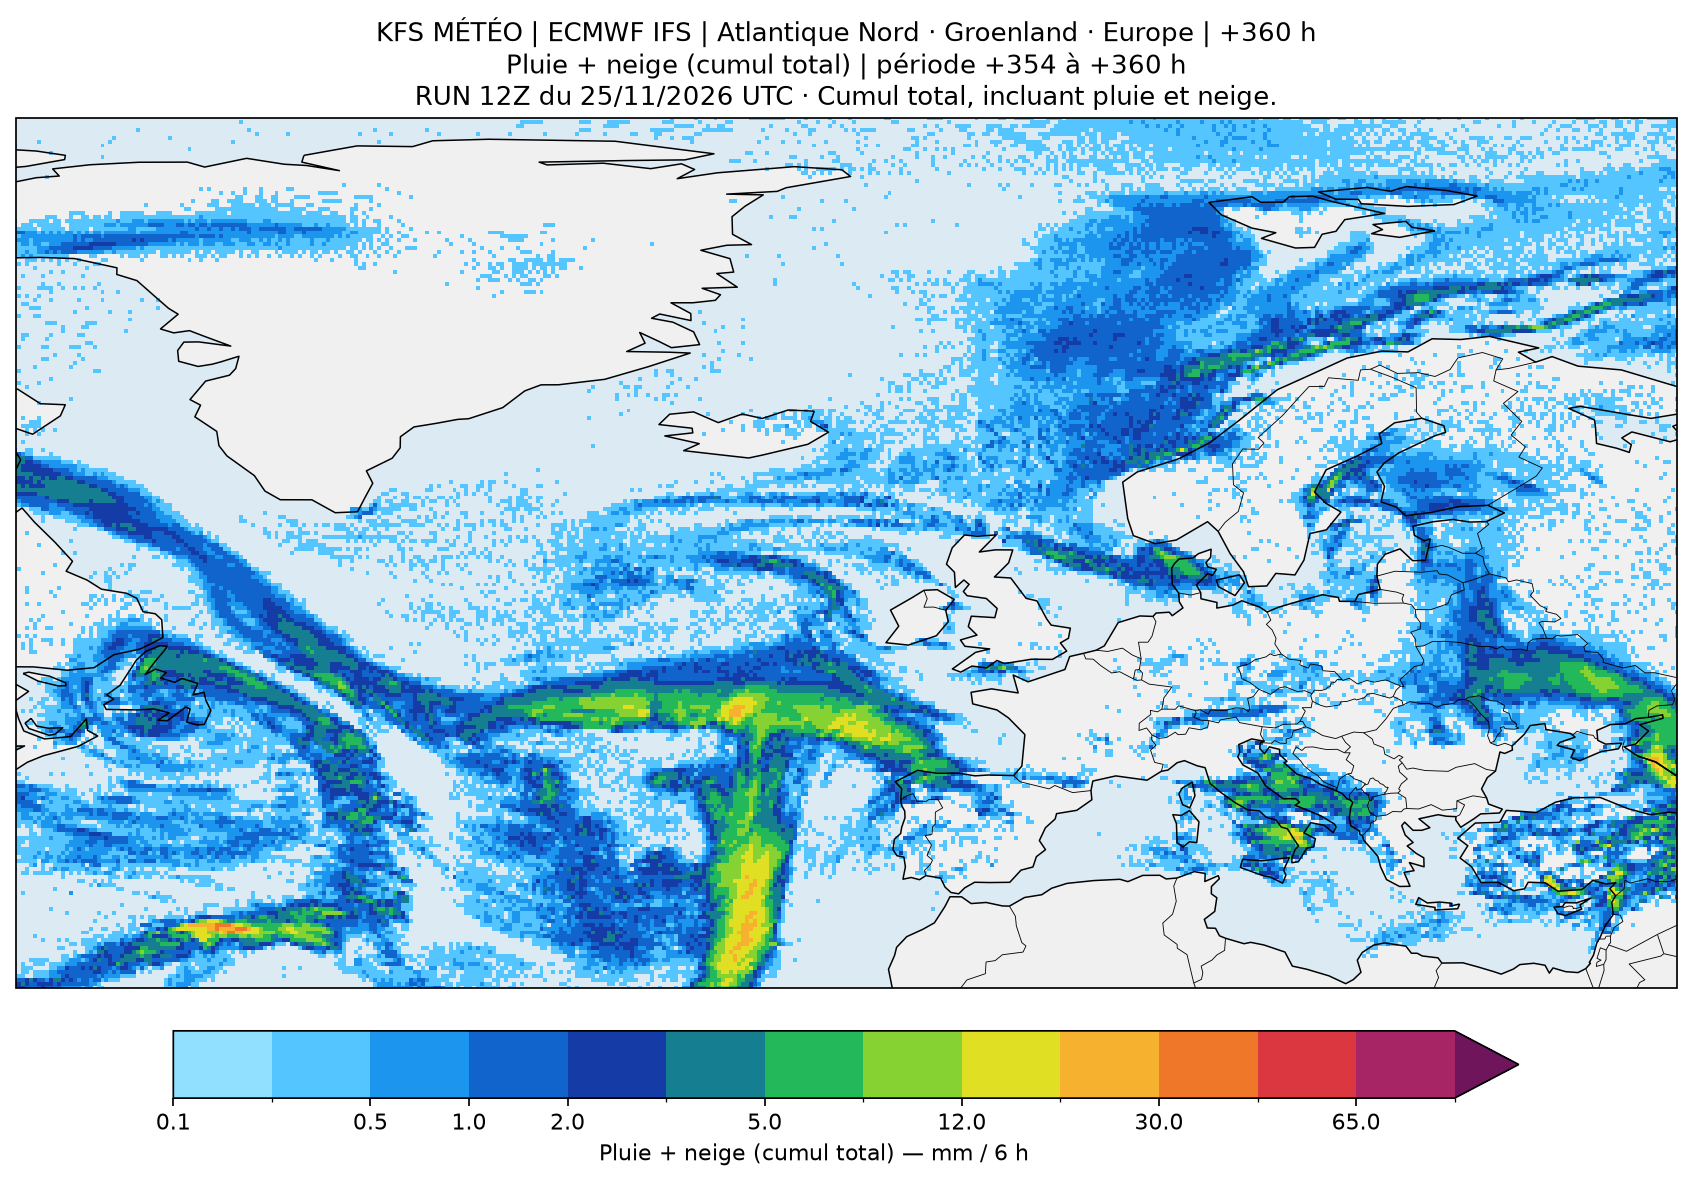 KFS MÉTÉO | ECMWF IFS | Atlantique Nord · Groenland · Europe | +360 h
Pluie + neige (cumul total) | période +354 à +360 h
RUN 12Z du 25/11/2026 UTC · Cumul total, incluant pluie et neige.
0.1 0.5 1.0 2.0 5.0 12.0 30.0 65.0
Pluie + neige (cumul total) — mm / 6 h